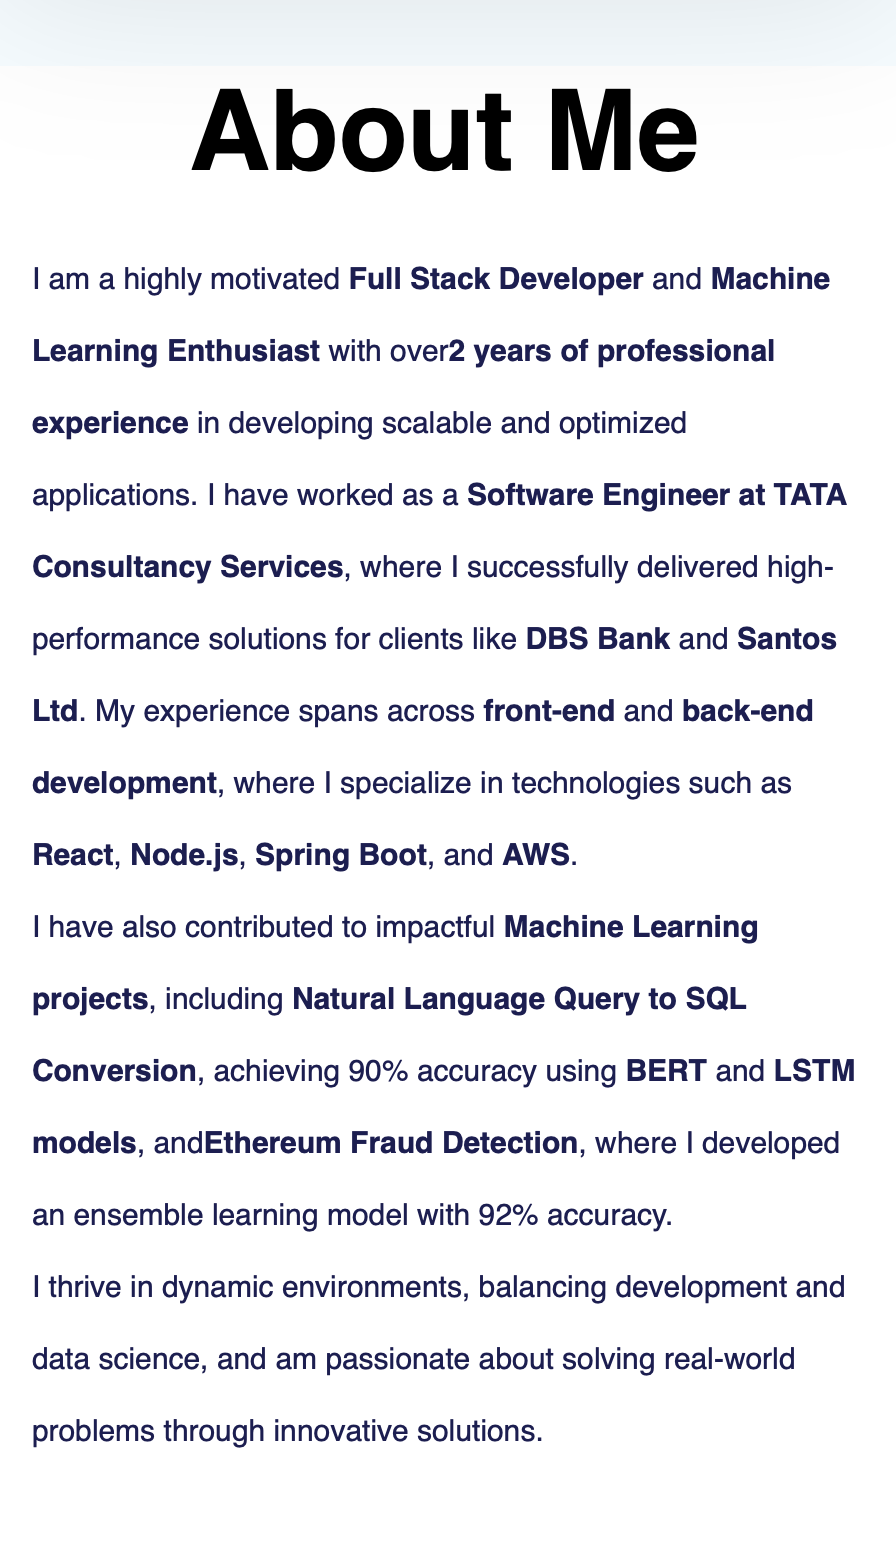 About Me
I am a highly motivated Full Stack Developer and Machine
Learning Enthusiast with over2 years of professional
experience in developing scalable and optimized
applications. I have worked as a Software Engineer at TATA
Consultancy Services, where I successfully delivered high-
performance solutions for clients like DBS Bank and Santos
Ltd. My experience spans across front-end and back-end
development, where I specialize in technologies such as
React, Node.js, Spring Boot, and AWS.
I have also contributed to impactful Machine Learning
projects, including Natural Language Query to SQL
Conversion, achieving 90% accuracy using BERT and LSTM
models, andEthereum Fraud Detection, where I developed
an ensemble learning model with 92% accuracy.
I thrive in dynamic environments, balancing development and
data science, and am passionate about solving real-world
problems through innovative solutions.